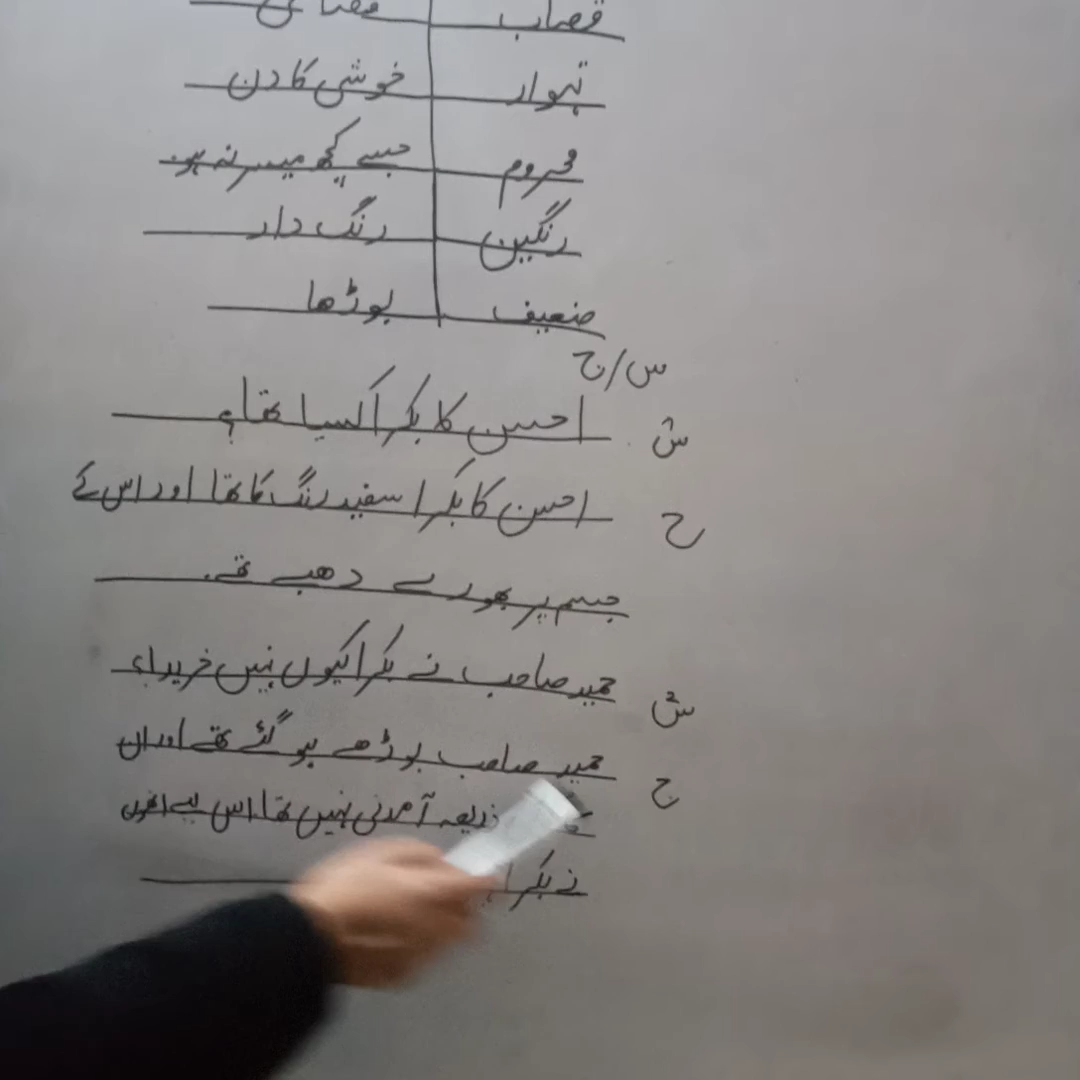 قصاب قصائی
تہوار خوشی کا دن
محروم جسے کچھ میسر نہ ہو۔
رنگین رنگ دار
ضعیف بوڑھا
س/ج
س احسن کا بکرا کیسا تھا؟
ج احسن کا بکرا سفید رنگ کا تھا اور اس کے
جسم پر بھورے دھبے تھے۔
س حمید صاحب نے بکرا کیوں نہیں خریدا؟
ج حمید صاحب بوڑھے ہو گئے تھے اور ان
ذریعہ آمدنی نہیں تھا اس لیے انہوں
نے بکرا